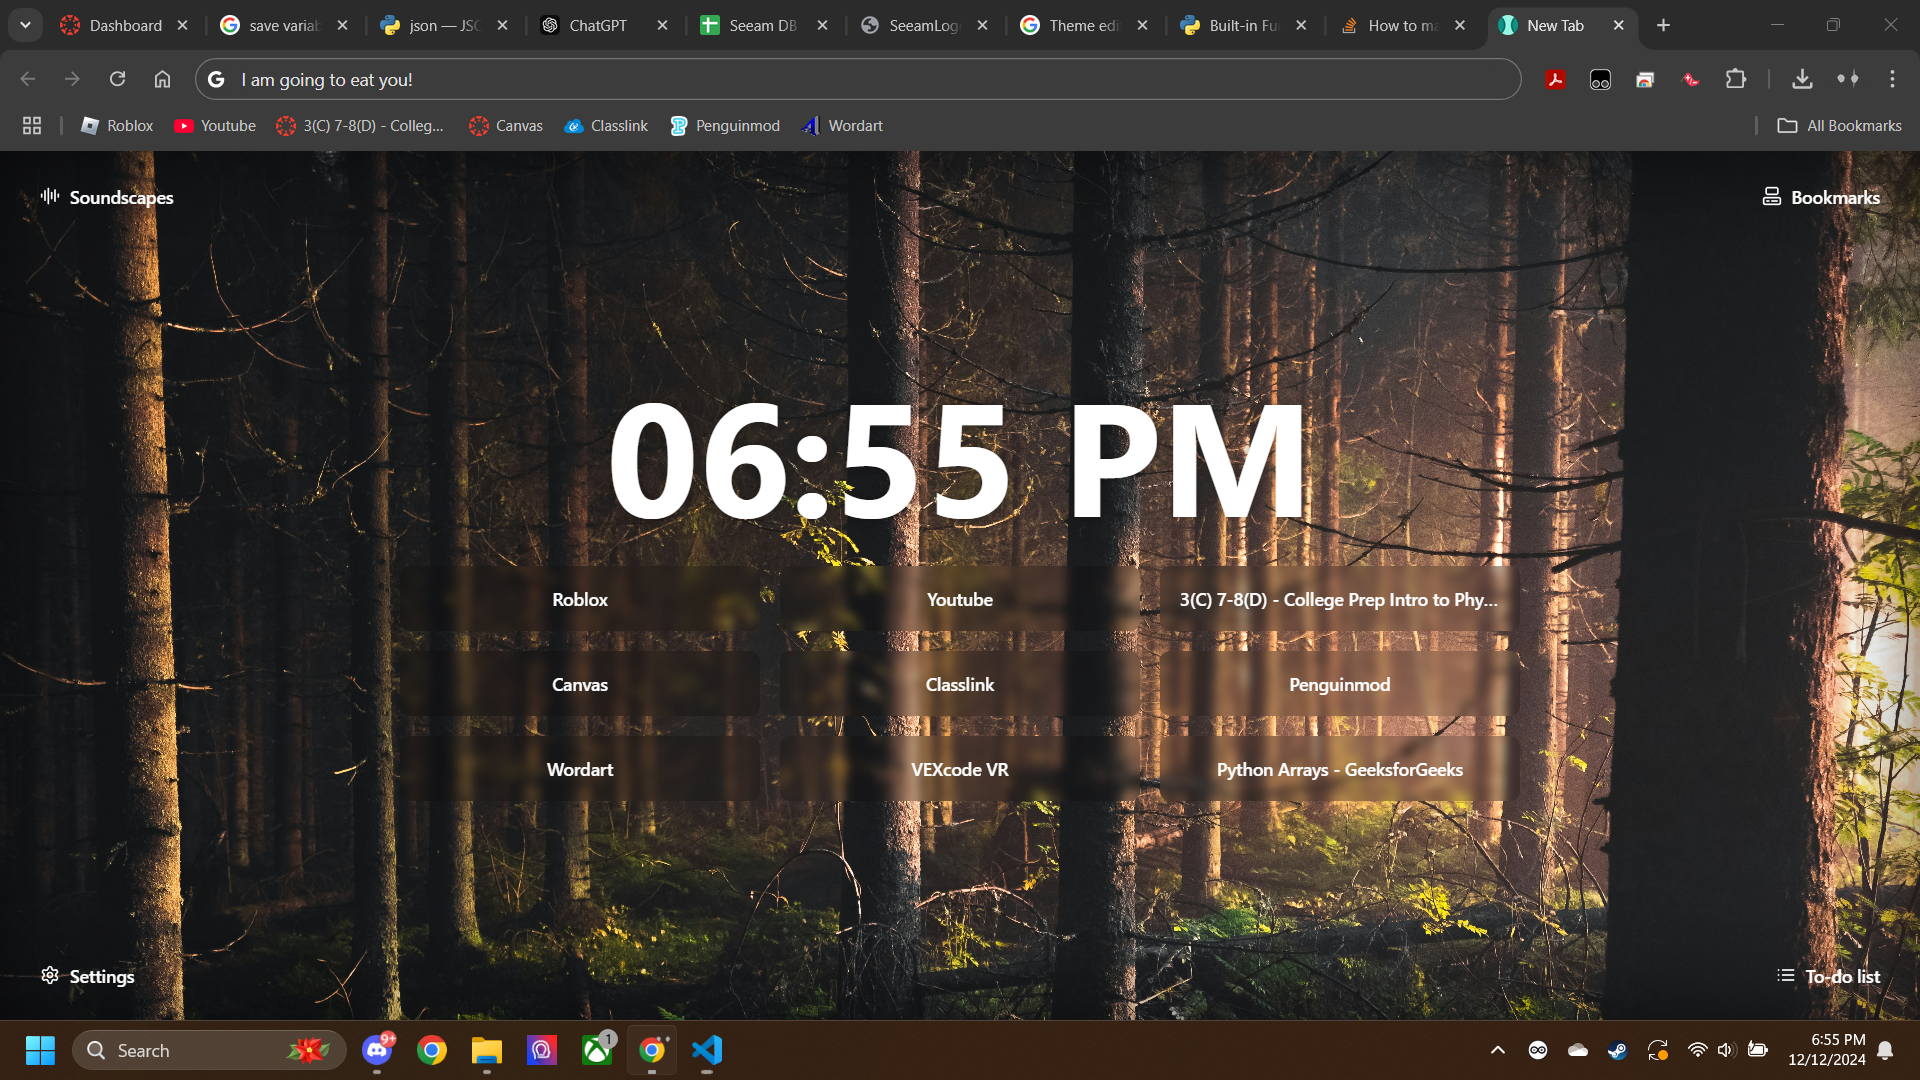 Dashboard
save variab
json — JSO
ChatGPT
Seeam DB
SeeamLog
Theme edi
Built-in Fu
How to ma
New Tab
I am going to eat you!
Roblox
Youtube
3(C) 7-8(D) - Colleg...
Canvas
Classlink
Penguinmod
Wordart
All Bookmarks
Soundscapes
Bookmarks
06:55 PM
Roblox
Youtube
3(C) 7-8(D) - College Prep Intro to Phy...
Canvas
Classlink
Penguinmod
Wordart
VEXcode VR
Python Arrays - GeeksforGeeks
Settings
To-do list
Search
9+
1
6:55 PM
12/12/2024